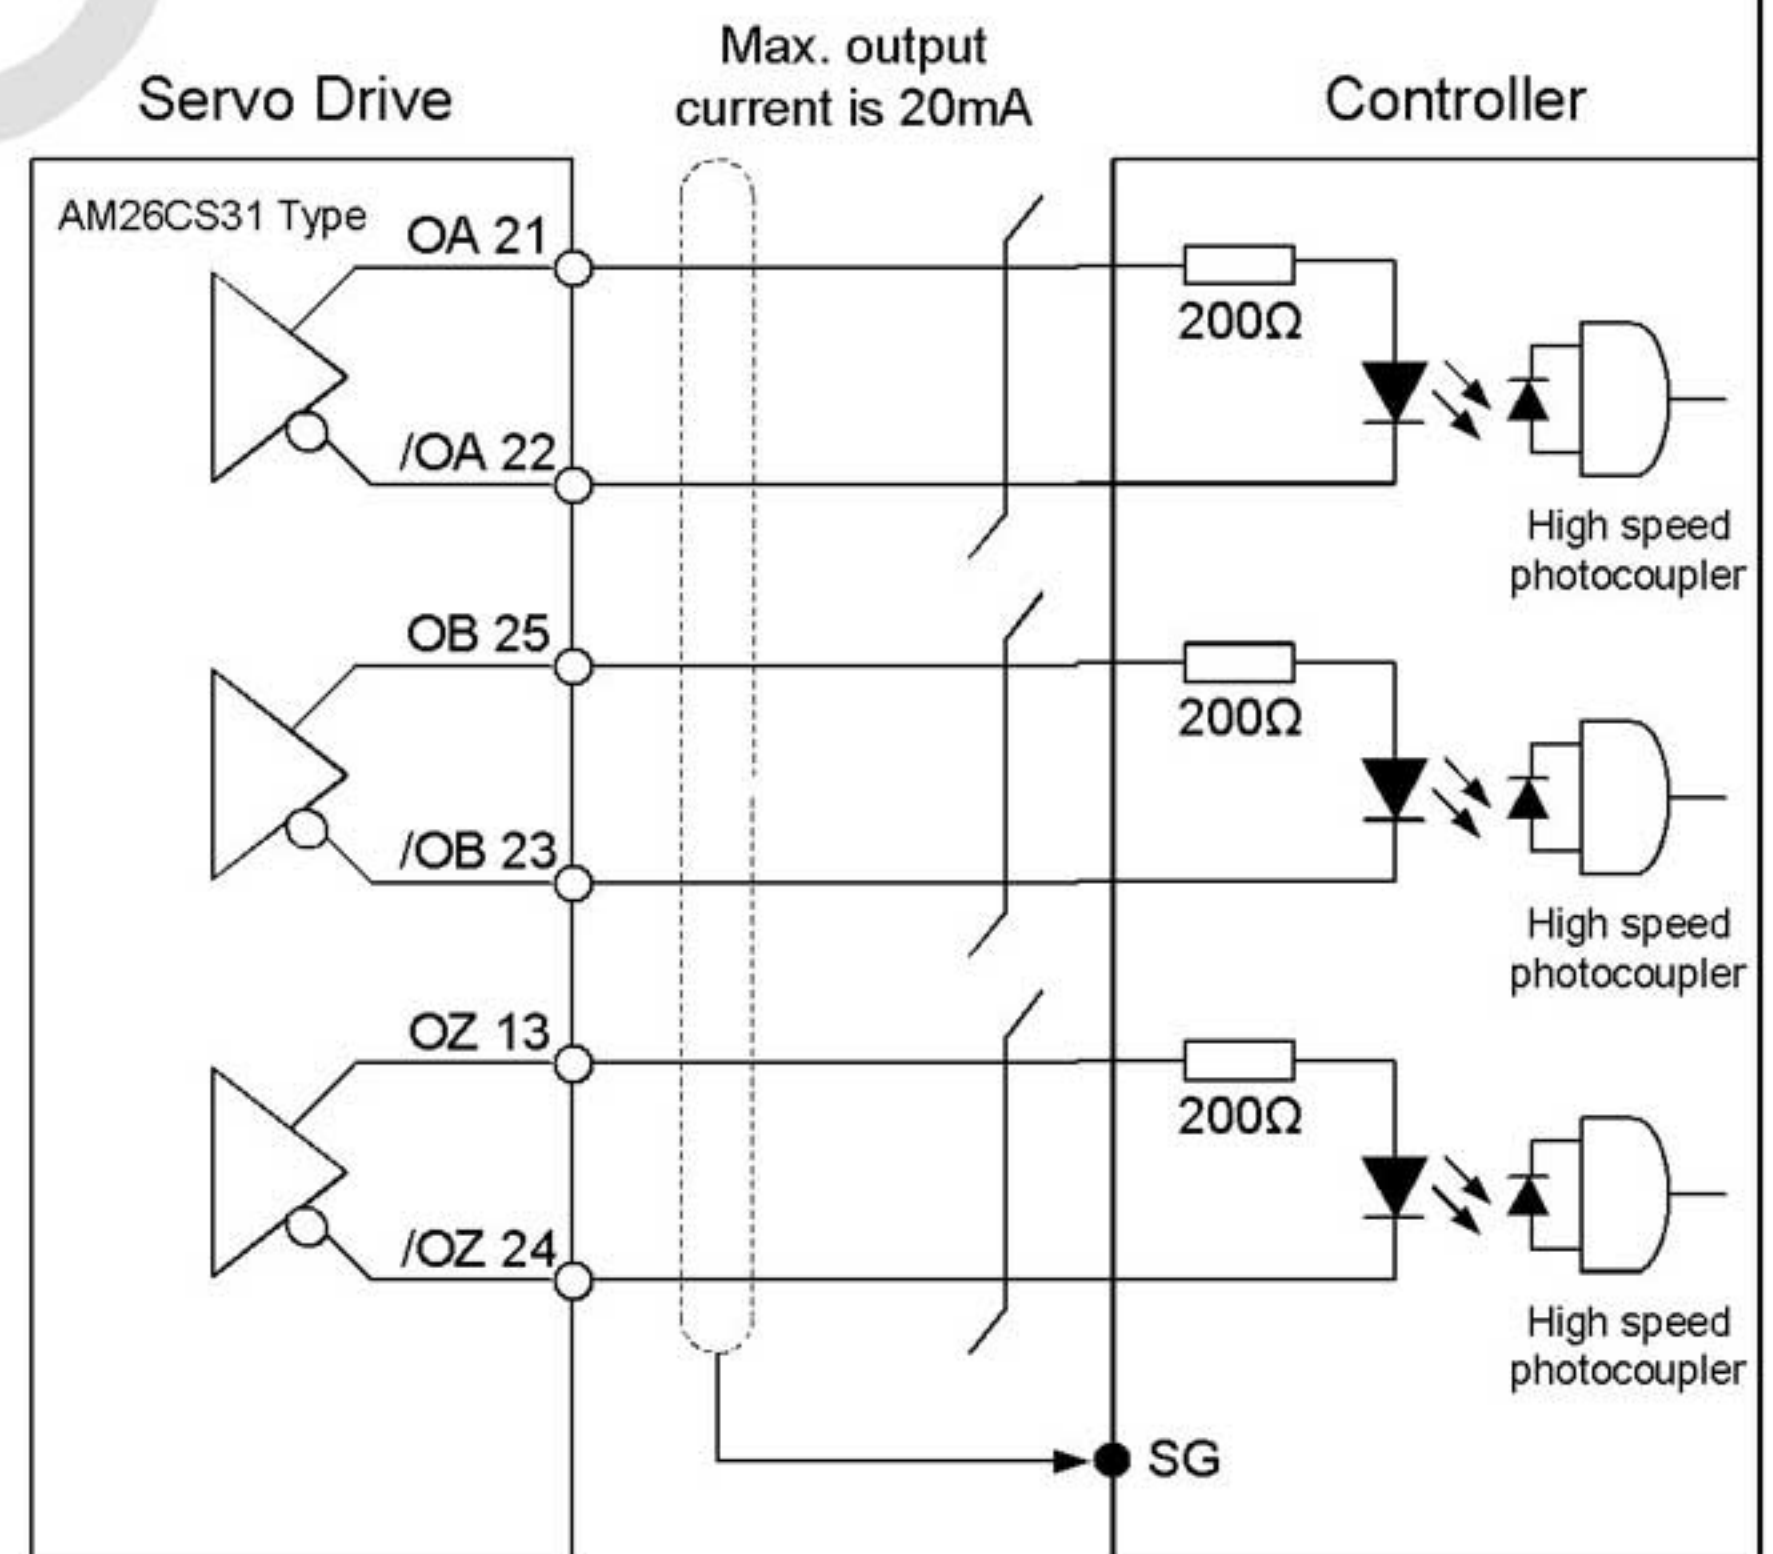 Max. output
current is 20mA
Servo Drive
Controller
AM26CS31 Type
OA 21
200Ω
/OA 22
High speed
photocoupler
OB 25
200Ω
/OB 23
High speed
photocoupler
OZ 13
200Ω
/OZ 24
High speed
photocoupler
SG